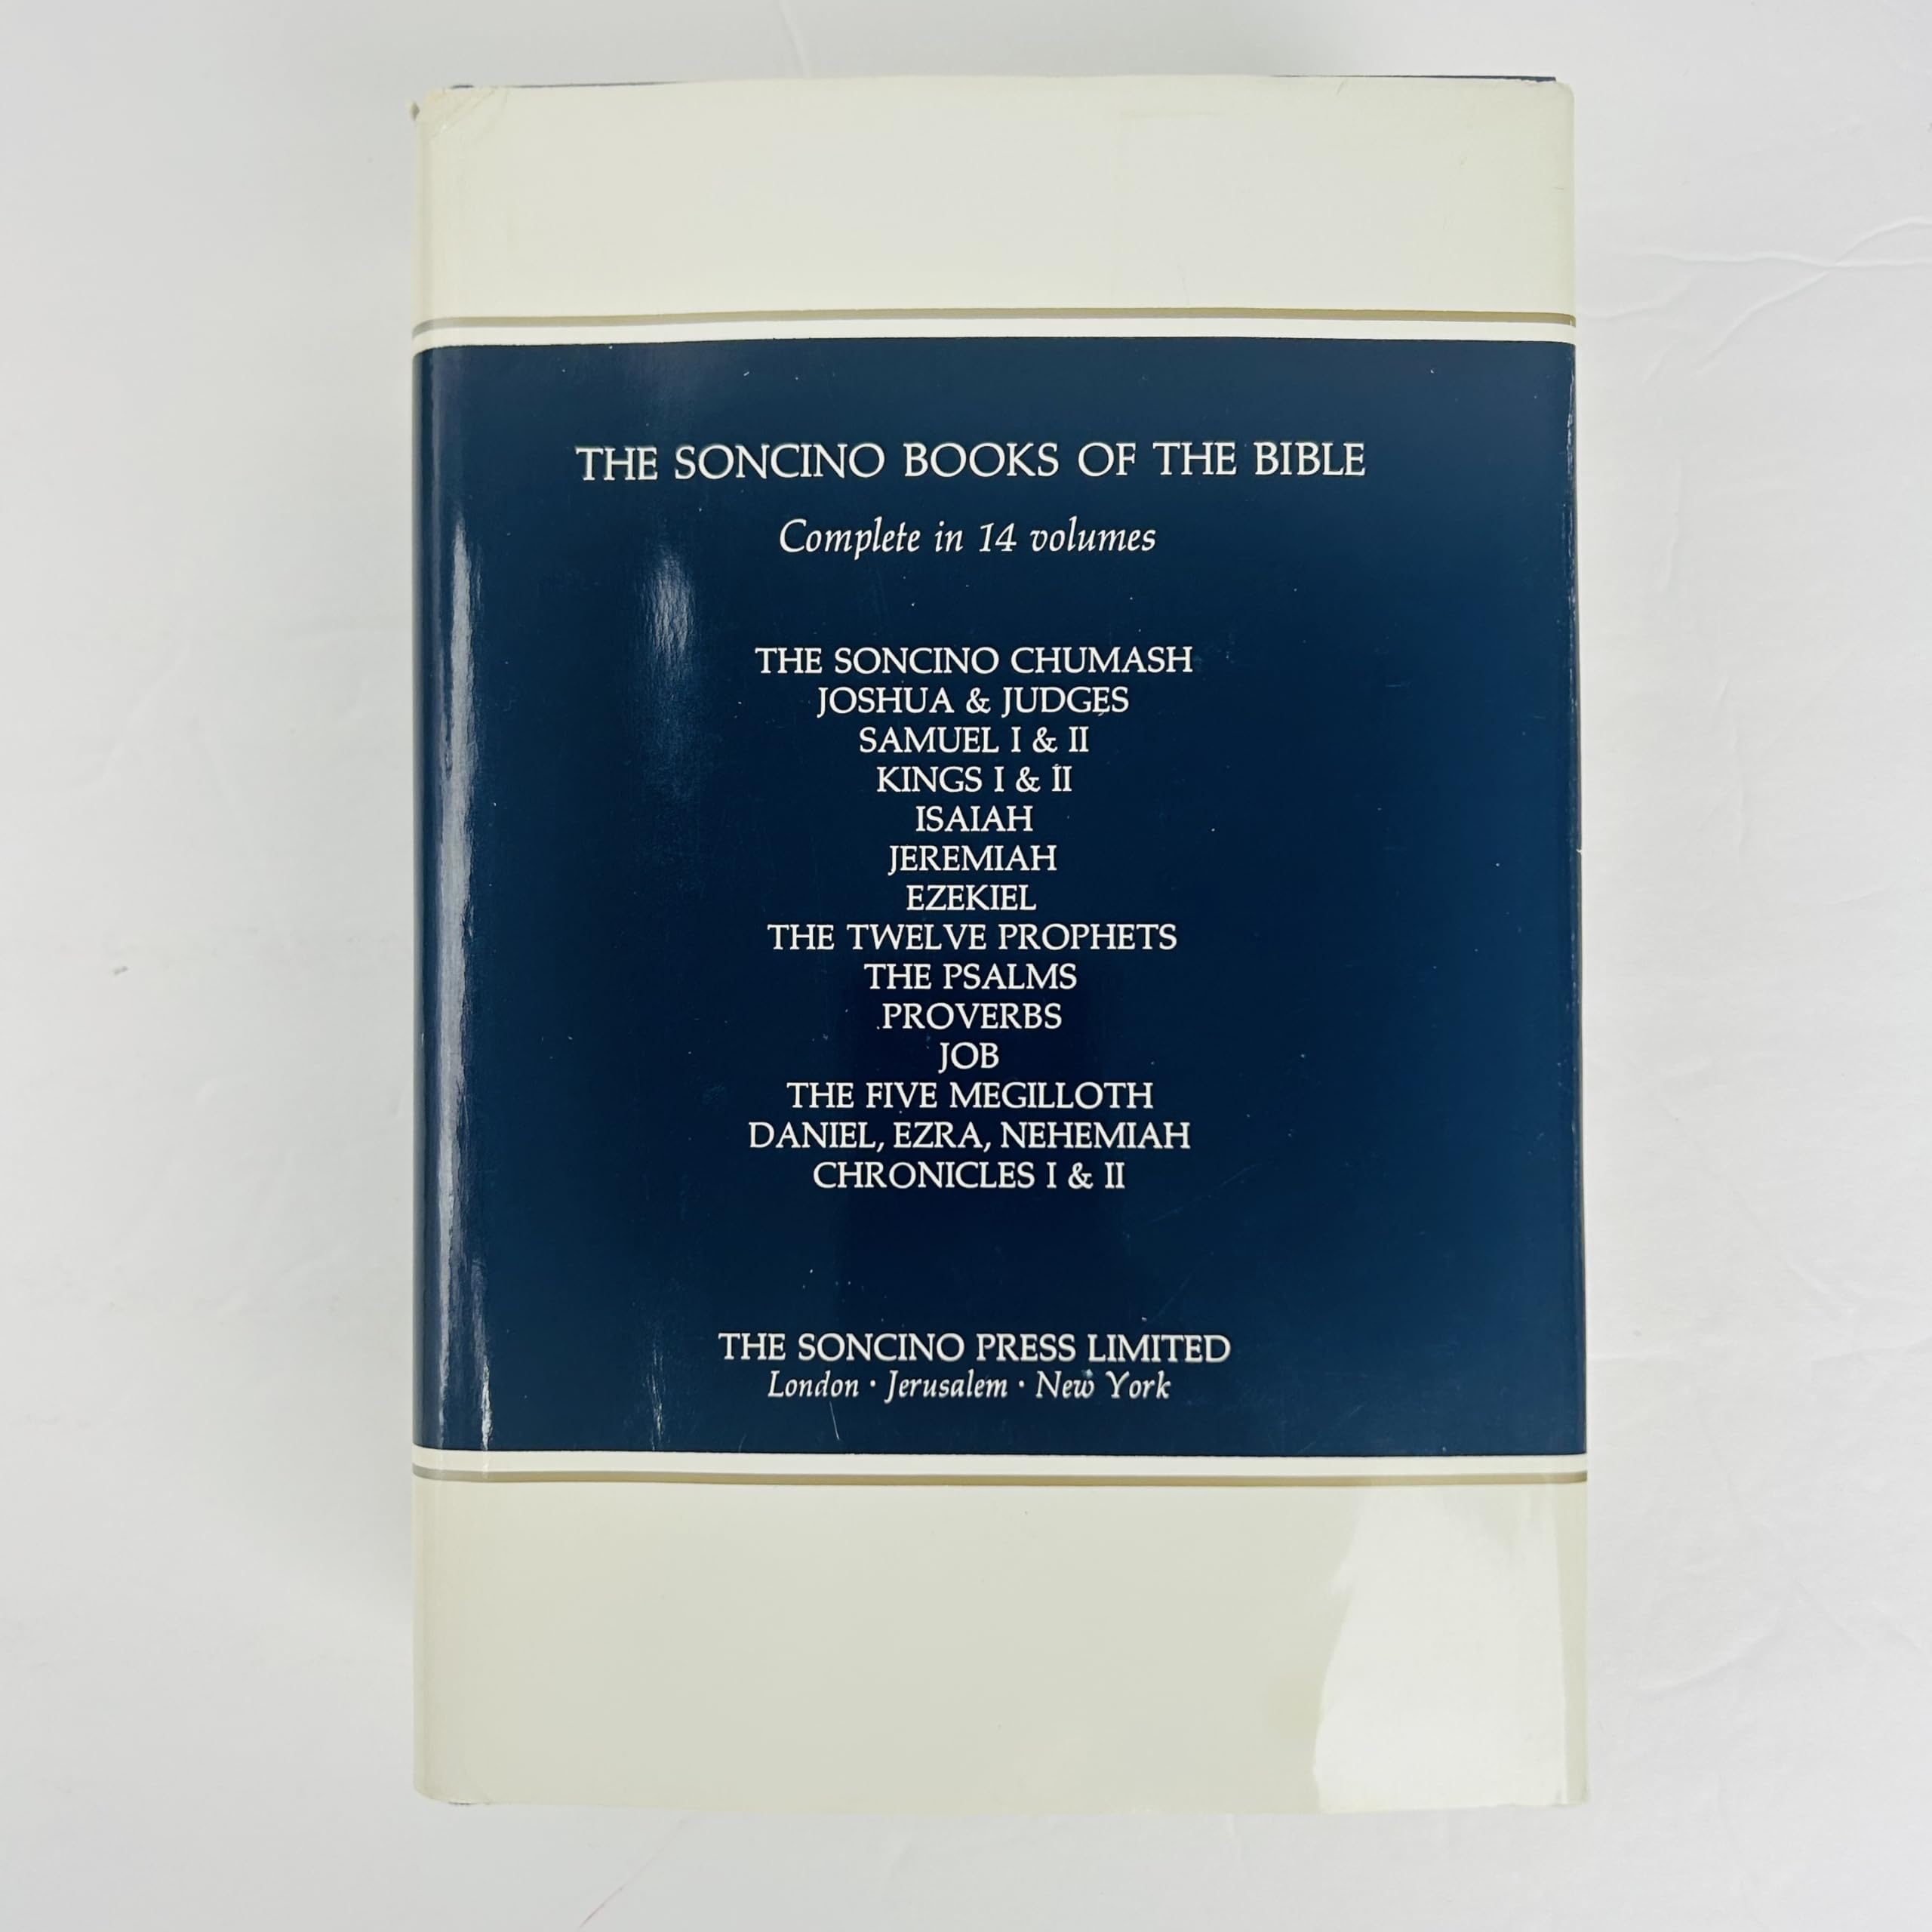 THE SONCINO BOOKS OF THE BIBLE
Complete in 14 volumes
THE SONCINO CHUMASH
JOSHUA & JUDGES
SAMUEL I & II
KINGS I & II
ISAIAH
JEREMIAH
EZEKIEL
THE TWELVE PROPHETS
THE PSALMS
PROVERBS
JOB
THE FIVE MEGILLOTH
DANIEL, EZRA, NEHEMIAH
CHRONICLES I & II
THE SONCINO PRESS LIMITED
London · Jerusalem · New York